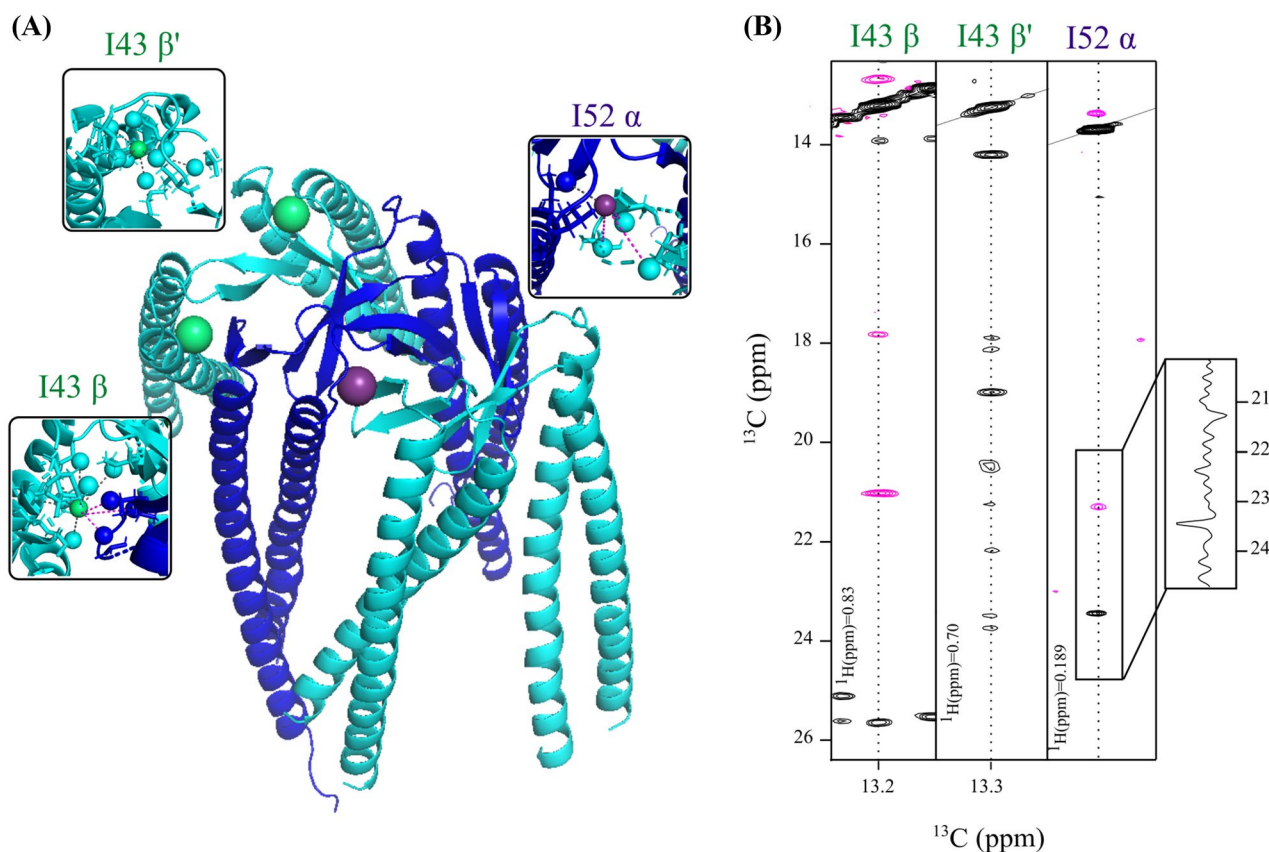 (A)
I43 β'
I52 α
I43 β
(B)
I43 β I43 β' I52 α
14
16
18
20
22
24
26
¹³C (ppm)
¹H(ppm)=0.83
¹H(ppm)=0.70
¹H(ppm)=0.189
21
22
23
24
13.2 13.3
¹³C (ppm)